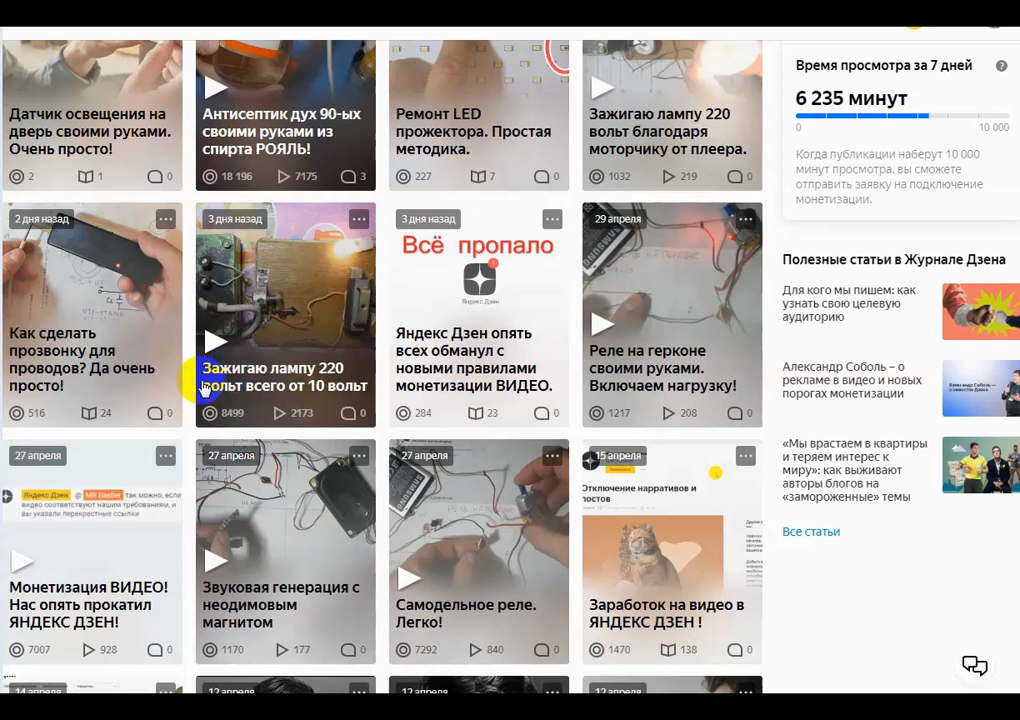 Датчик освещения на
дверь своими руками.
Очень просто!
2 1 0
Антисептик дух 90-ых
своими руками из
спирта РОЯЛЬ!
18 196 7175 3
Ремонт LED
прожектора. Простая
методика.
227 7 0
Зажигаю лампу 220
вольт благодаря
моторчику от плеера.
1032 219 0
Время просмотра за 7 дней ?
6 235 минут
0 10 000
Когда публикации наберут 10 000
минут просмотра, вы сможете
отправить заявку на подключение
монетизации.
2 дня назад
Как сделать
прозвонку для
проводов? Да очень
просто!
516 24 0
3 дня назад
Зажигаю лампу 220
вольт всего от 10 вольт
8499 2173 0
3 дня назад
Всё пропало
1
Яндекс Дзен
Яндекс Дзен опять
всех обманул с
новыми правилами
монетизации ВИДЕО.
284 23 0
29 апреля
SAMSUNG
Реле на герконе
своими руками.
Включаем нагрузку!
1217 208 0
Полезные статьи в Журнале Дзена
Для кого мы пишем: как
узнать свою целевую
аудиторию
Александр Соболь – о
рекламе в видео и новых
порогах монетизации
«Мы врастаем в квартиры
и теряем интерес к
миру»: как выживают
авторы блогов на
«замороженные» темы
Все статьи
27 апреля
Яндекс.Дзен @ MR Baxter так можно, если
видео соответствуют нашим требованиям, и
вы указали перекрестные ссылки
Монетизация ВИДЕО!
Нас опять прокатил
ЯНДЕКС ДЗЕН!
7007 928 0
27 апреля
Звуковая генерация с
неодимовым
магнитом
1170 177 0
27 апреля
SAMSUNG
Самодельное реле.
Легко!
7292 840 0
15 апреля
Отключение нарративов и
постов
Заработок на видео в
ЯНДЕКС ДЗЕН !
1470 138 0
14 апреля
12 апреля
12 апреля
12 апреля